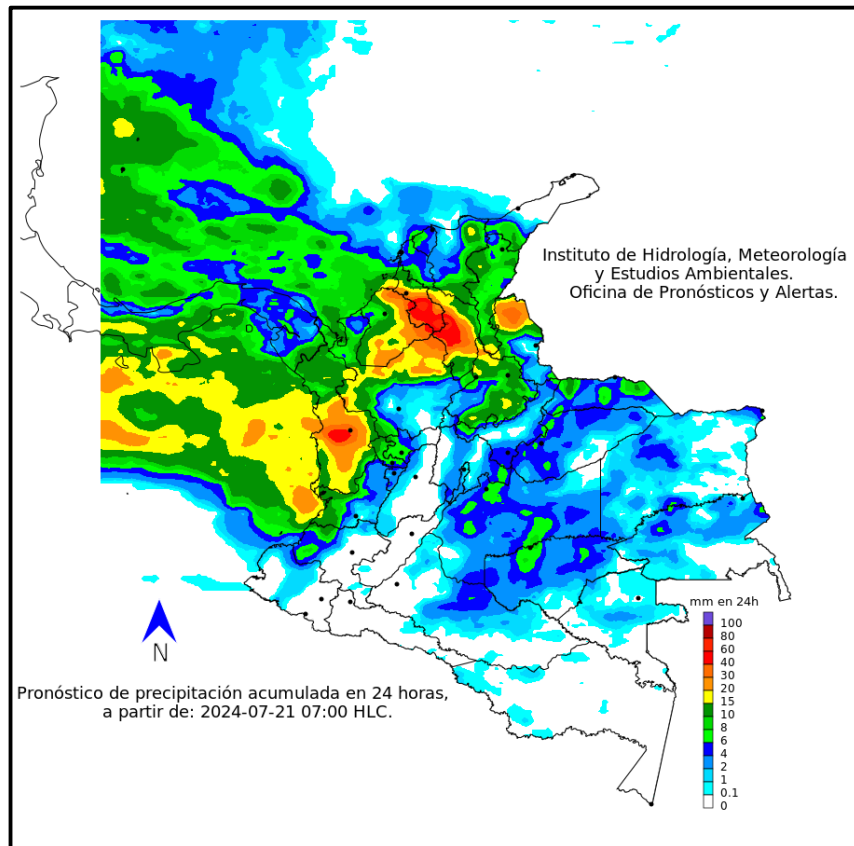 Instituto de Hidrología, Meteorología
y Estudios Ambientales.
Oficina de Pronósticos y Alertas.
mm en 24h
100
80
60
40
30
20
15
10
8
6
4
2
1
0.1
0
N
Pronóstico de precipitación acumulada en 24 horas,
a partir de: 2024-07-21 07:00 HLC.